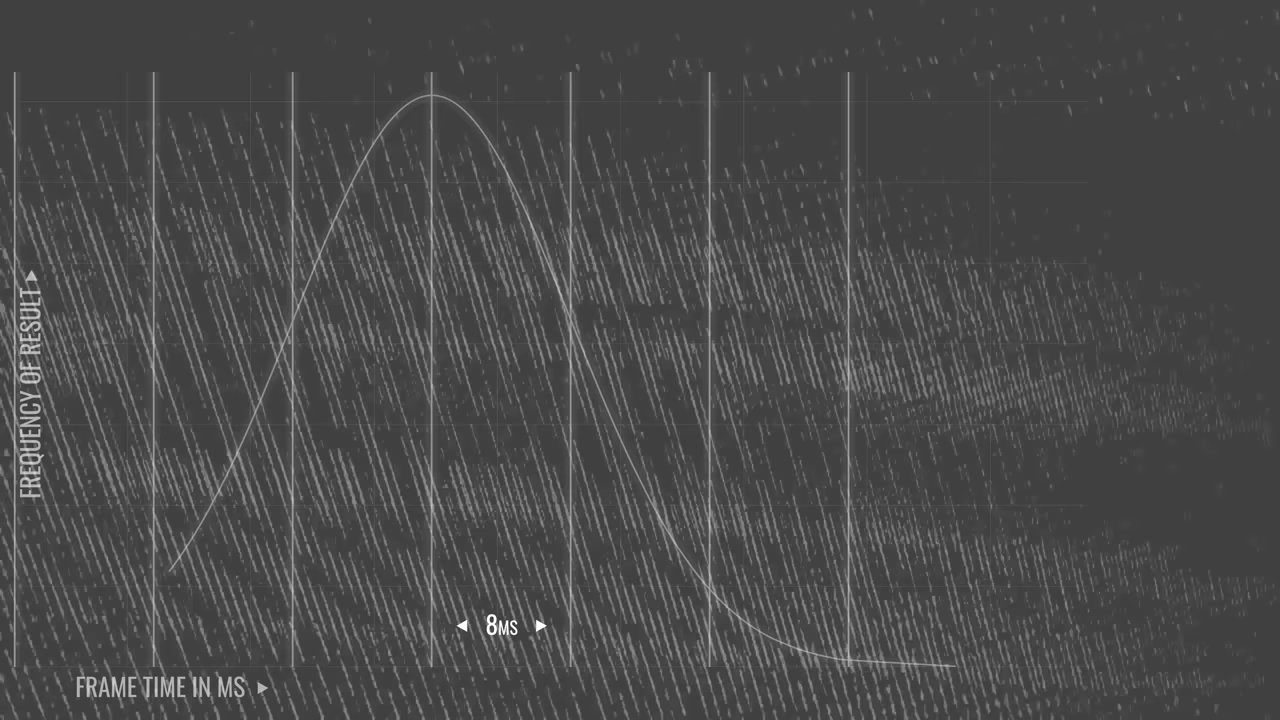 FREQUENCY OF RESULT ▲
◄ 8MS ►
FRAME TIME IN MS ►